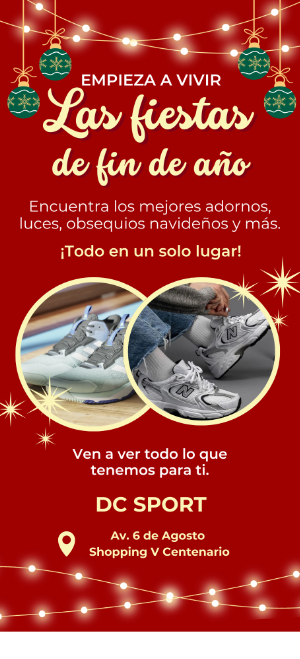 EMPIEZA A VIVIR
Las fiestas
de fin de año
Encuentra los mejores adornos,
luces, obsequios navideños y más.
¡Todo en un solo lugar!
N
N
Ven a ver todo lo que
tenemos para ti.
DC SPORT
Av. 6 de Agosto
Shopping V Centenario